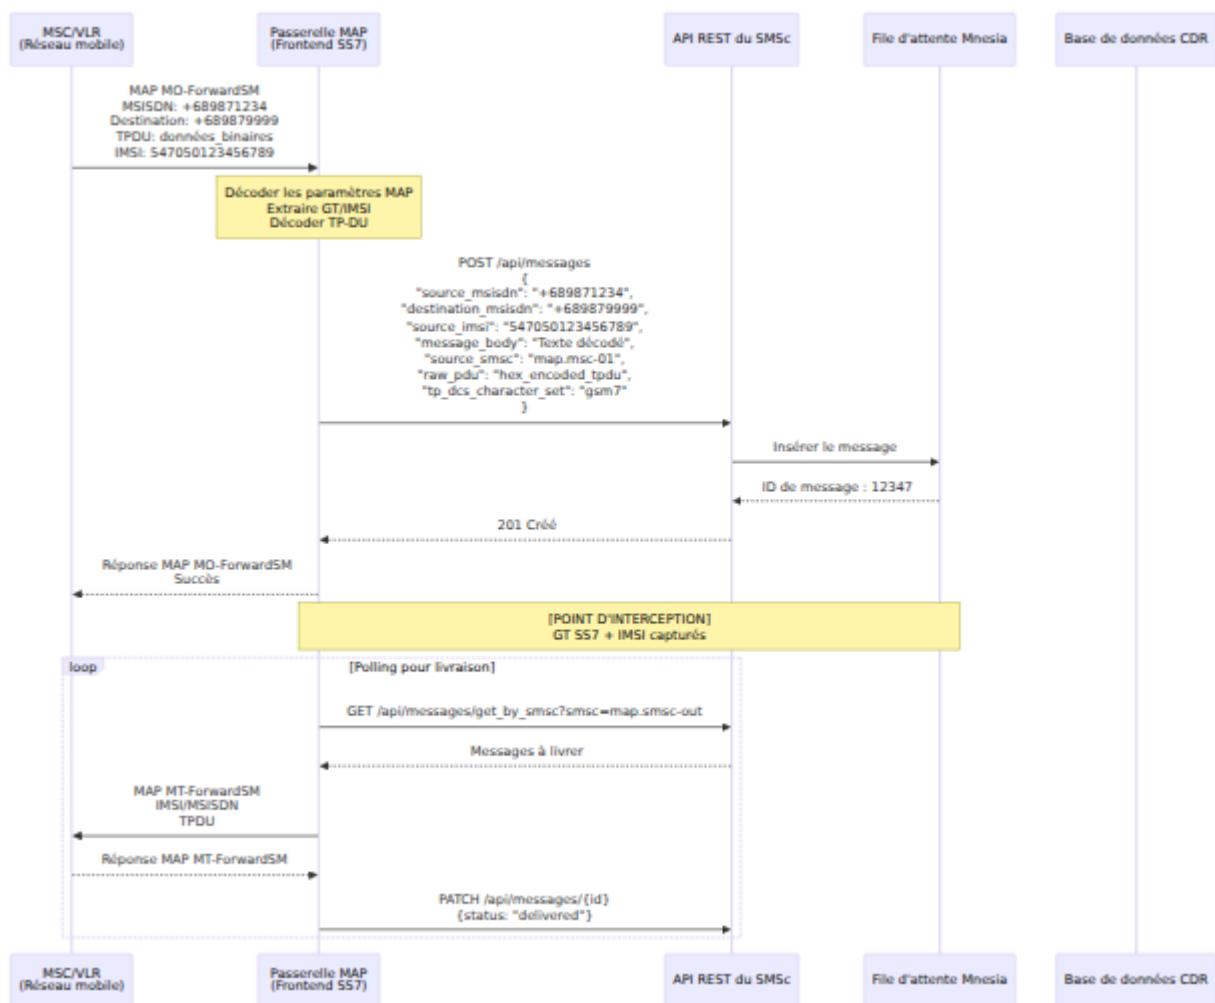 MSC/VLR
(Réseau mobile)
Passerelle MAP
(Frontend SS7)
API REST du SMSc
File d'attente Mnesia
Base de données CDR
MAP MO-ForwardSM
MSISDN: +689871234
Destination: +689879999
TPDU: données_binaires
IMSI: 547050123456789
Décoder les paramètres MAP
Extraire GT/IMSI
Décoder TP-DU
POST /api/messages
{
"source_msisdn": "+689871234",
"destination_msisdn": "+689879999",
"source_imsi": "547050123456789",
"message_body": "Texte décodé",
"source_smsc": "map.msc-01",
"raw_pdu": "hex_encoded_tpdu",
"tp_dcs_character_set": "gsm7"
}
Insérer le message
ID de message : 12347
201 Créé
Réponse MAP MO-ForwardSM
Succès
[POINT D'INTERCEPTION]
GT SS7 + IMSI capturés
loop
[Polling pour livraison]
GET /api/messages/get_by_smsc?smsc=map.smsc-out
Messages à livrer
MAP MT-ForwardSM
IMSI/MSISDN
TPDU
Réponse MAP MT-ForwardSM
PATCH /api/messages/{id}
{status: "delivered"}
MSC/VLR
(Réseau mobile)
Passerelle MAP
(Frontend SS7)
API REST du SMSc
File d'attente Mnesia
Base de données CDR